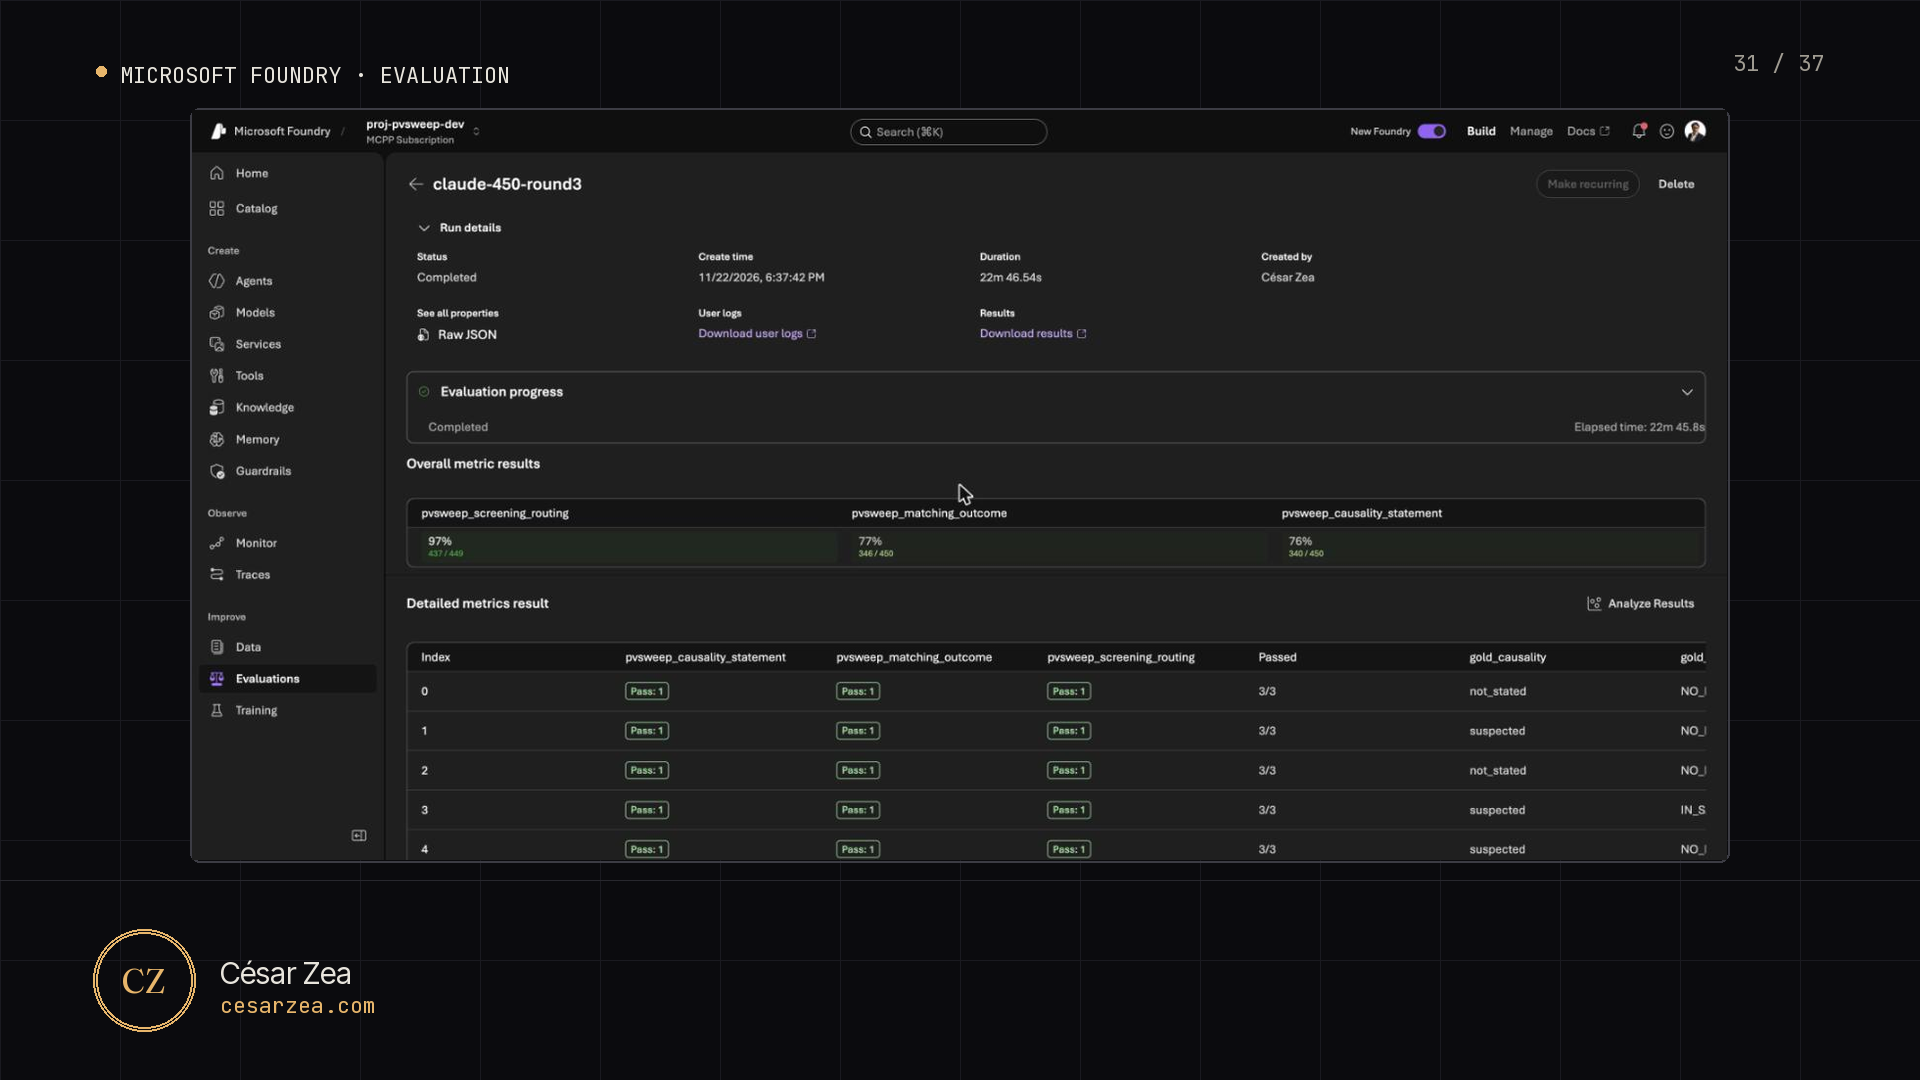 MICROSOFT FOUNDRY · EVALUATION
31 / 37
Microsoft Foundry /
proj-pvsweep-dev
MCPP Subscription
Search (⌘K)
New Foundry
Build
Manage
Docs
Home
Catalog
Create
Agents
Models
Services
Tools
Knowledge
Memory
Guardrails
Observe
Monitor
Traces
Improve
Data
Evaluations
Training
claude-450-round3
Make recurring
Delete
Run details
Status
Create time
Duration
Created by
Completed
11/22/2026, 6:37:42 PM
22m 46.54s
César Zea
See all properties
User logs
Results
Raw JSON
Download user logs
Download results
Evaluation progress
Completed
Elapsed time: 22m 45.8s
Overall metric results
pvsweep_screening_routing
pvsweep_matching_outcome
pvsweep_causality_statement
97%
437 / 449
77%
346 / 450
76%
340 / 450
Detailed metrics result
Analyze Results
Index pvsweep_causality_statement pvsweep_matching_outcome pvsweep_screening_routing Passed gold_causality gold_
0 Pass: 1 Pass: 1 Pass: 1 3/3 not_stated NO_
1 Pass: 1 Pass: 1 Pass: 1 3/3 suspected NO_
2 Pass: 1 Pass: 1 Pass: 1 3/3 not_stated NO_
3 Pass: 1 Pass: 1 Pass: 1 3/3 suspected IN_S
4 Pass: 1 Pass: 1 Pass: 1 3/3 suspected NO_
CZ
César Zea
cesarzea.com